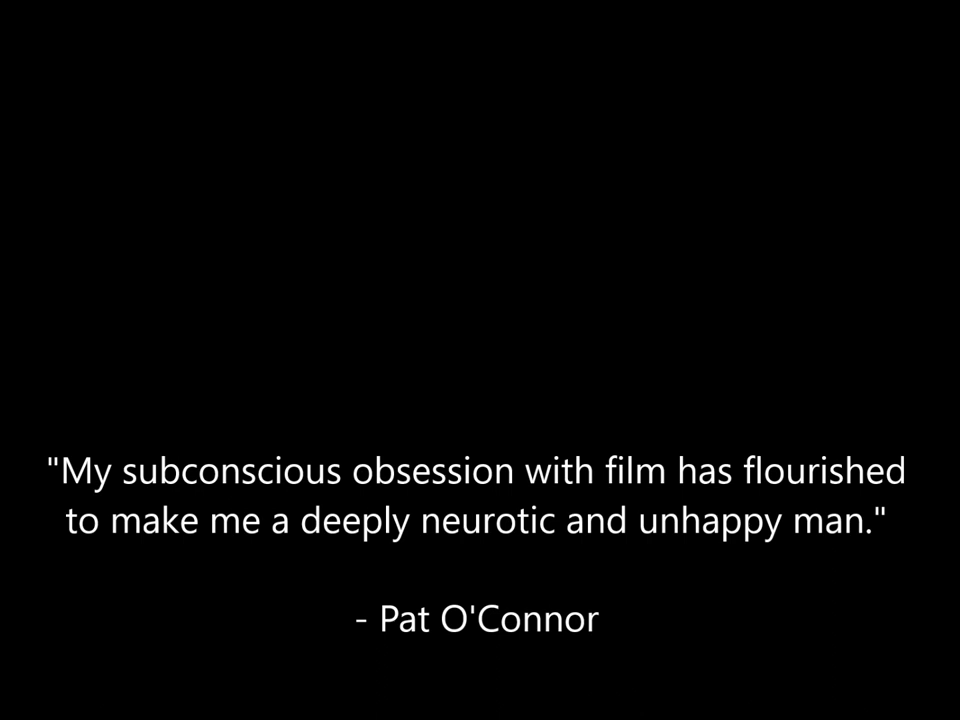 "My subconscious obsession with film has flourished
to make me a deeply neurotic and unhappy man."
- Pat O'Connor